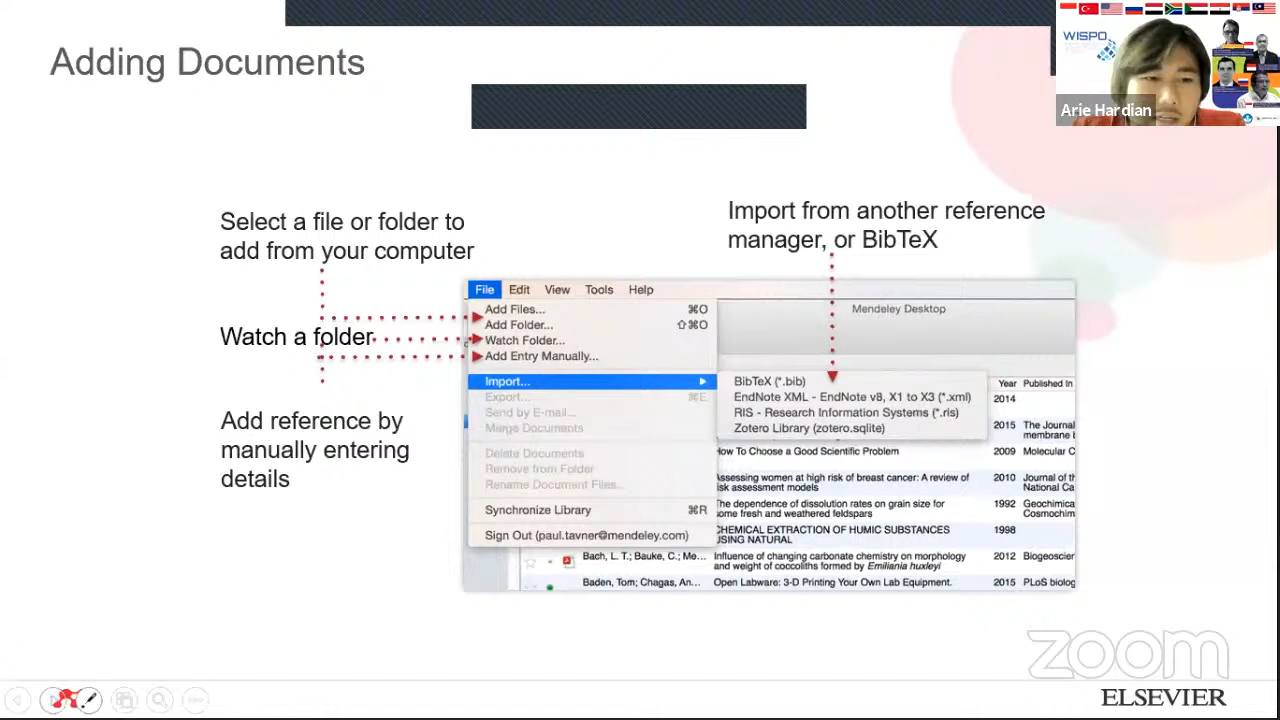 Adding Documents
WISPO
Arie Hardian
Select a file or folder to
add from your computer
Watch a folder
Add reference by
manually entering
details
Import from another reference
manager, or BibTeX
File Edit View Tools Help
Mendeley Desktop
Add Files... ⌘O
Add Folder... ⇧⌘O
Watch Folder...
Add Entry Manually...
Import...
Export... ⌘E
Send by E-mail...
Merge Documents
Delete Documents
Remove from Folder
Rename Document Files...
Synchronize Library ⌘R
Sign Out (paul.tavner@mendeley.com)
BibTeX (*.bib)
EndNote XML - EndNote v8, X1 to X3 (*.xml)
RIS - Research Information Systems (*.ris)
Zotero Library (zotero.sqlite)
Year Published In
2014
2015 The Journal
membrane b
How To Choose a Good Scientific Problem 2009 Molecular C
Assessing women at high risk of breast cancer: A review of 2010 Journal of th
risk assessment models National Ca
The dependence of dissolution rates on grain size for 1992 Geochimica
some fresh and weathered feldspars Cosmochim
CHEMICAL EXTRACTION OF HUMIC SUBSTANCES 1998
USING NATURAL
Bach, L. T.; Bauke, C.; Me... Influence of changing carbonate chemistry on morphology 2012 Biogeoscien
and weight of coccoliths formed by Emiliania huxleyi
Baden, Tom; Chagas, An... Open Labware: 3-D Printing Your Own Lab Equipment. 2015 PLoS biolog
zoom
ELSEVIER